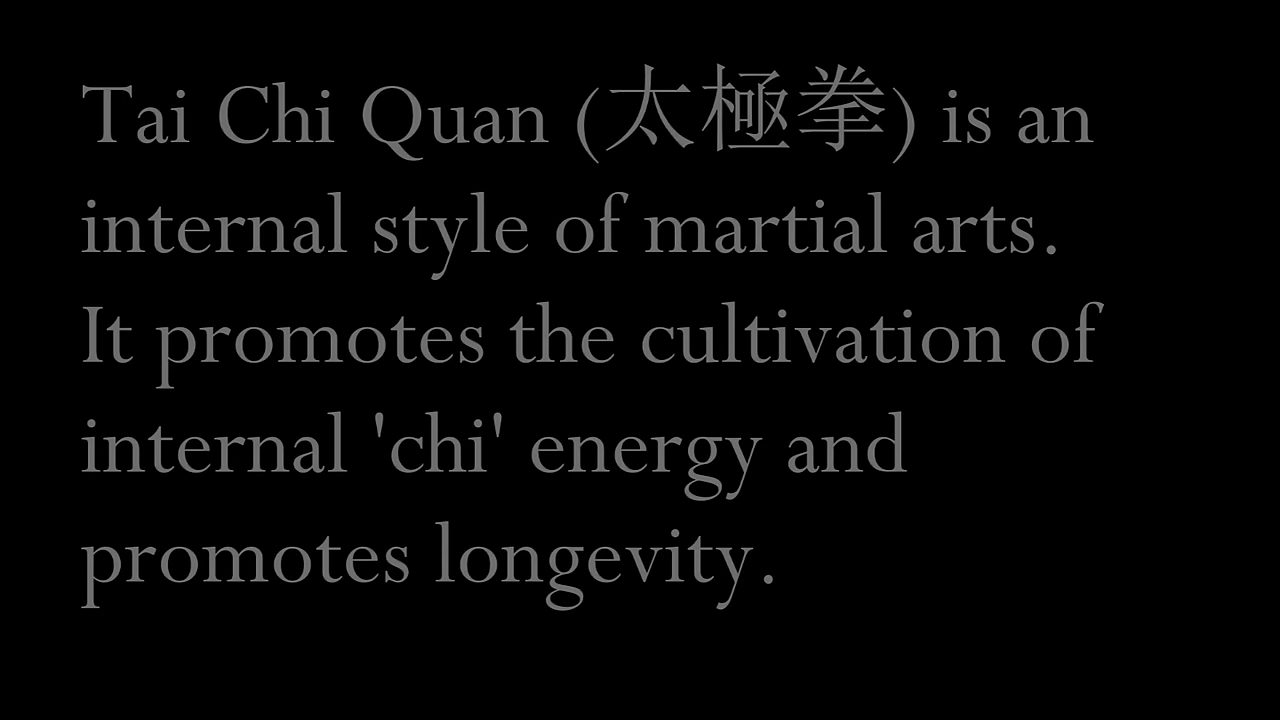 Tai Chi Quan (太極拳) is an
internal style of martial arts.
It promotes the cultivation of
internal 'chi' energy and
promotes longevity.